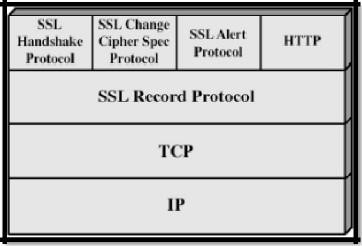 SSL
Handshake
Protocol
SSL Change
Cipher Spec
Protocol
SSL Alert
Protocol
HTTP
SSL Record Protocol
TCP
IP